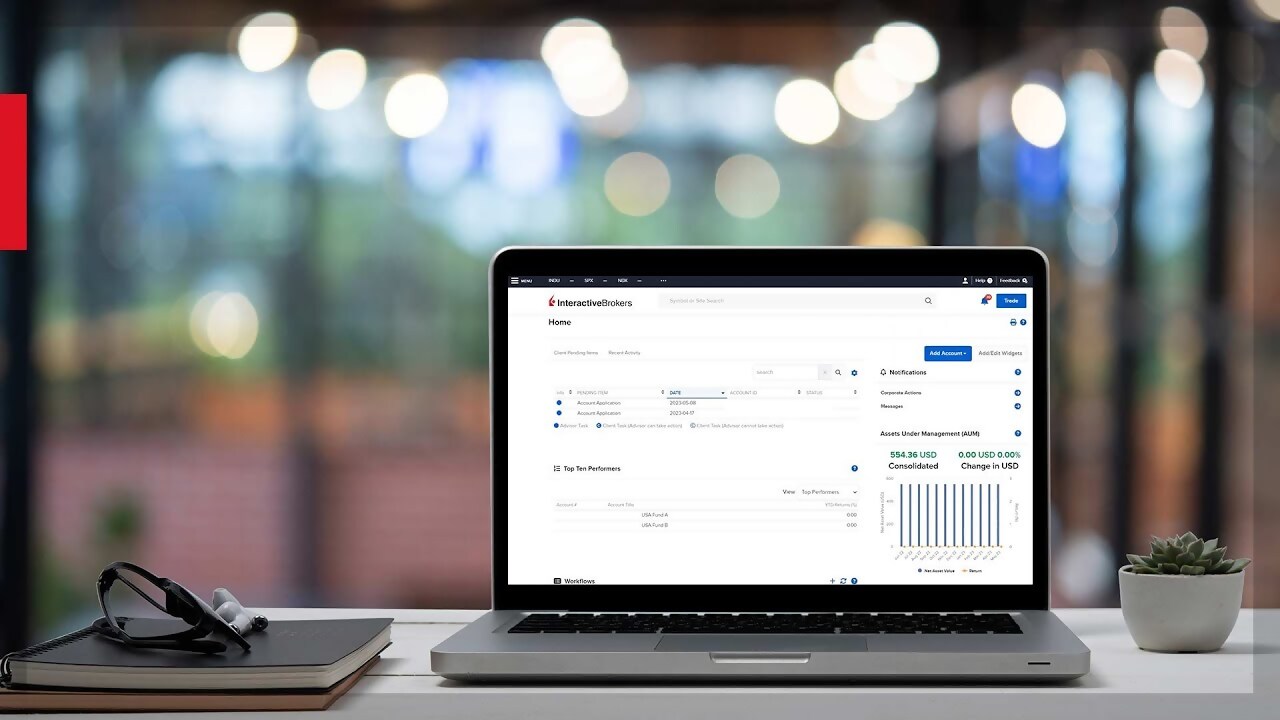 MENU INDU SPX NDX ... Help Feedback
InteractiveBrokers Symbol or Site Search Trade
Home
Client Pending Items Recent Activity Add Account Add/Edit Widgets
search Notifications
Info PENDING ITEM DATE ACCOUNT ID STATUS Corporate Actions
Account Application 2023-05-08 Messages
Account Application 2023-04-17
Advisor Task Client Task (Advisor can take action) Client Task (Advisor cannot take action)
Assets Under Management (AUM)
554.36 USD 0.00 USD 0.00%
Consolidated Change in USD
Top Ten Performers
View Top Performers
Account # Account Title YTD Returns (%)
USA Fund A 0.00
USA Fund B 0.00
Net Asset Value Return
Workflows